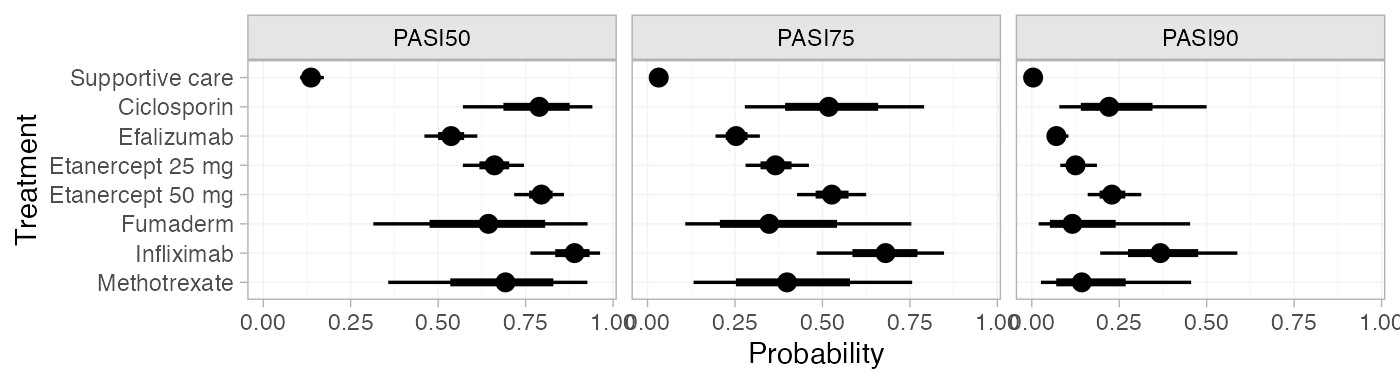 PASI50 PASI75 PASI90
Treatment
Supportive care
Ciclosporin
Efalizumab
Etanercept 25 mg
Etanercept 50 mg
Fumaderm
Infliximab
Methotrexate
0.00 0.25 0.50 0.75 1.00 0.00 0.25 0.50 0.75 1.00 0.00 0.25 0.50 0.75 1.00
Probability